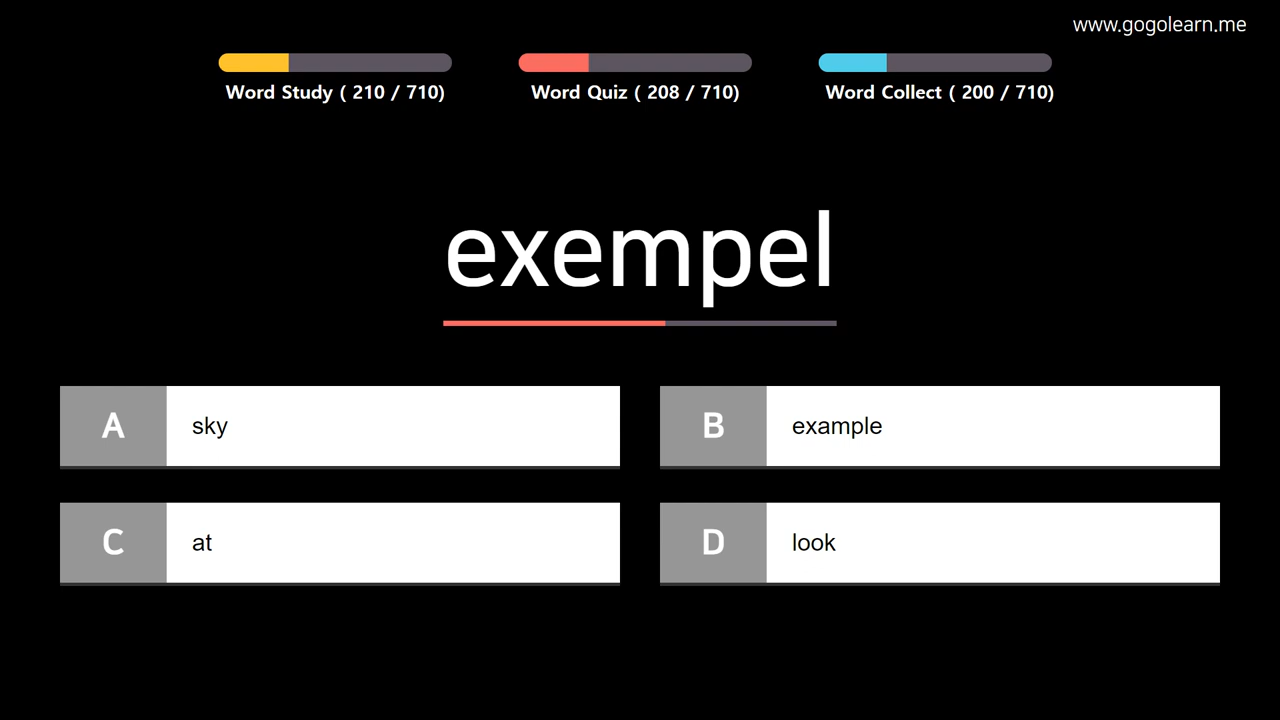 www.gogolearn.me
Word Study ( 210 / 710)
Word Quiz ( 208 / 710)
Word Collect ( 200 / 710)
exempel
A sky
B example
C at
D look